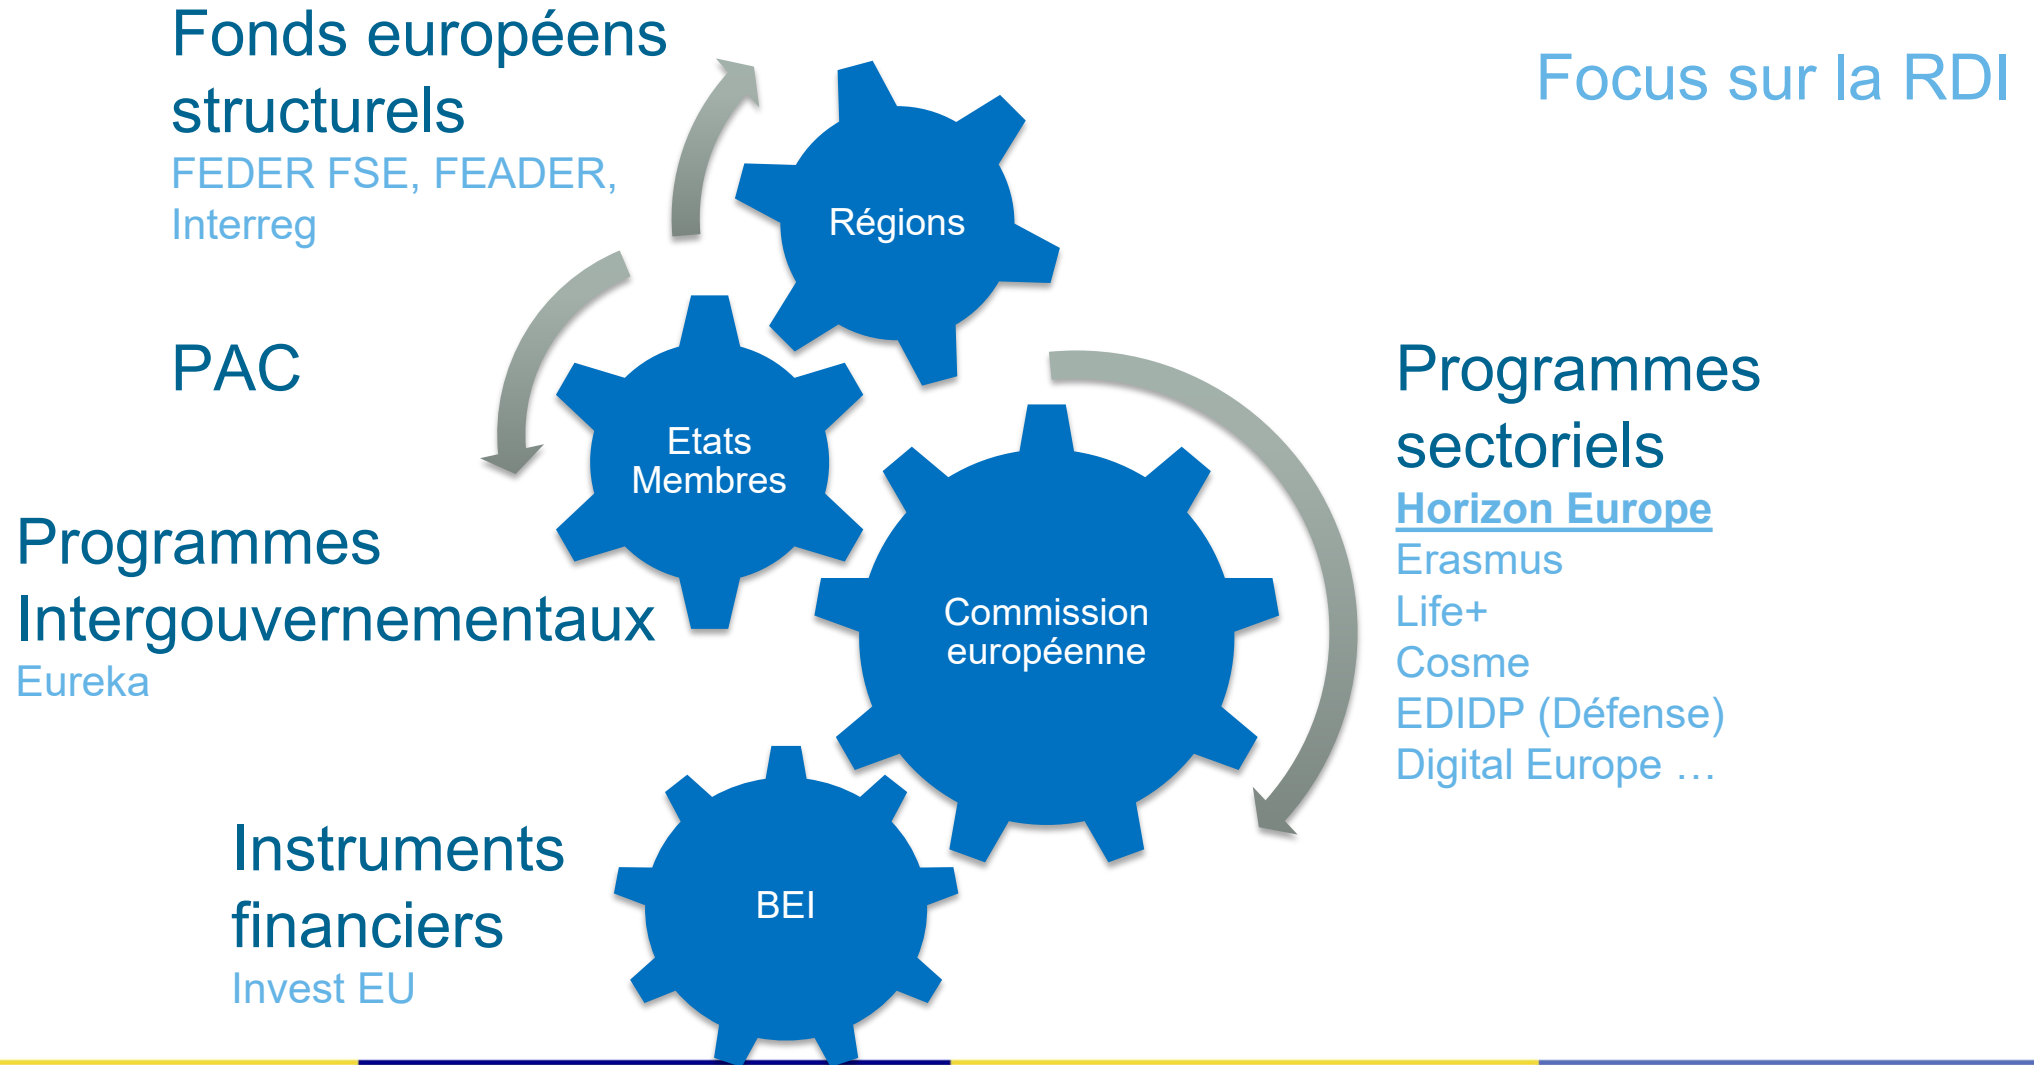 Fonds européens
structurels
FEDER FSE, FEADER,
Interreg
Focus sur la RDI
Régions
PAC
Etats
Membres
Programmes
Intergouvernementaux
Eureka
Commission
européenne
Programmes
sectoriels
Horizon Europe
Erasmus
Life+
Cosme
EDIDP (Défense)
Digital Europe …
Instruments
financiers
Invest EU
BEI